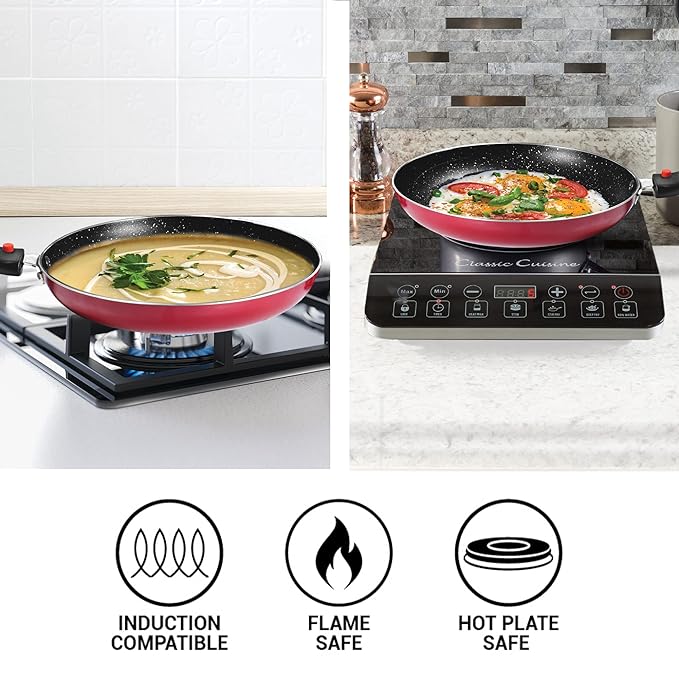 Classic Cuisine
Max Min
INDUCTION
COMPATIBLE
FLAME
SAFE
HOT PLATE
SAFE